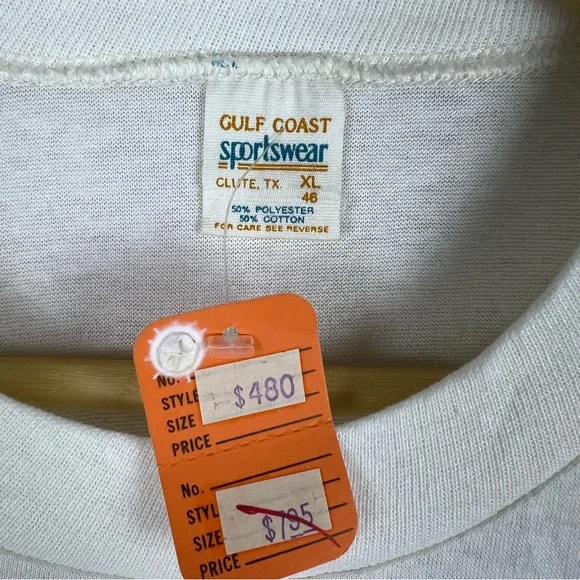 GULF COAST
sportswear
CLUTE, TX. XL
46
50% POLYESTER
50% COTTON
FOR CARE SEE REVERSE
No.
$480
STYLE
SIZE
PRICE
No.
STYL
$795
SIZE
PRICE